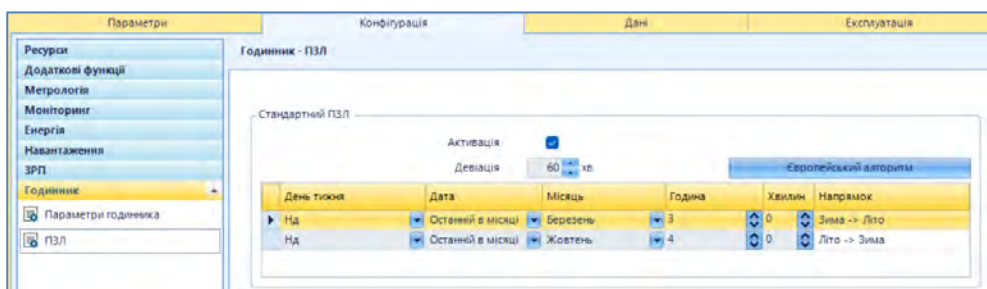 Параметри Конфігурація Дані Експлуатація
Ресурси
Додаткові функції
Метрологія
Моніторинг
Енергія
Навантаження
ЗРП
Годинник
Параметри годинника
ПЗЛ
Годинник - ПЗЛ
Стандартний ПЗЛ
Активація
Девіація 60 хв Європейський алгоритм
День тижня Дата Місяць Година Хвилин Напрямок
Нд Останній в місяці Березень 3 0 Зима -> Літо
Нд Останній в місяці Жовтень 4 0 Літо -> Зима